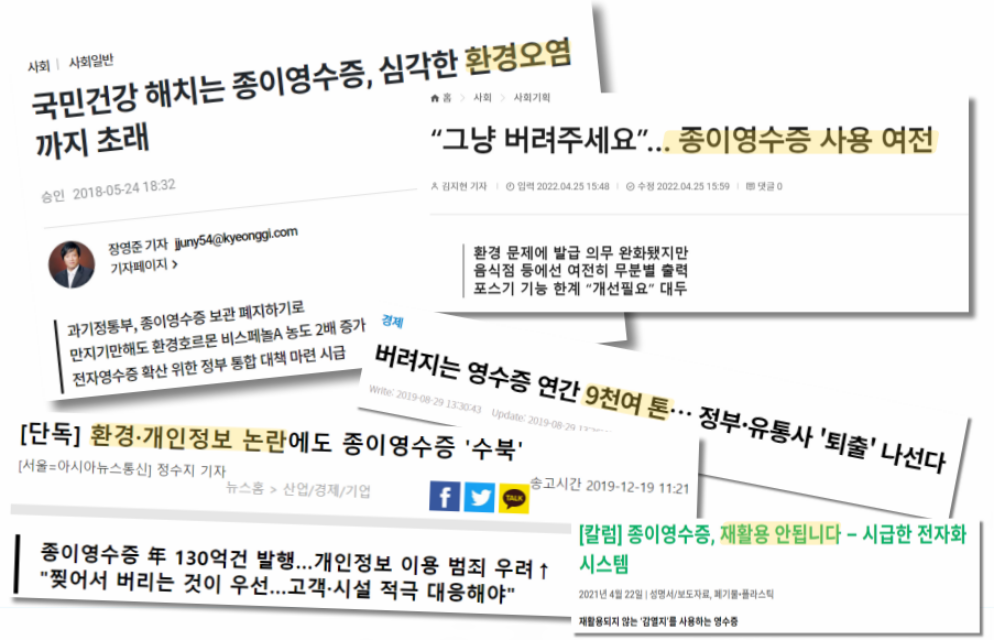 사회 | 사회일반
국민건강 해치는 종이영수증, 심각한 환경오염
까지 초래
승인 2018-05-24 18:32
장영준 기자 jjuny54@kyeonggi.com
기자페이지 >
과기정통부, 종이영수증 보관 폐지하기로
만지기만해도 환경호르몬 비스페놀A 농도 2배 증가
전자영수증 확산 위한 정부 통합 대책 마련 시급
홈 > 사회 > 사회기획
“그냥 버려주세요”… 종이영수증 사용 여전
김지현 기자 | 입력 2022.04.25 15:48 | 수정 2022.04.25 15:59 | 댓글 0
환경 문제에 발급 의무 완화됐지만
음식점 등에선 여전히 무분별 출력
포스기 기능 한계 “개선필요” 대두
경제
버려지는 영수증 연간 9천여 톤… 정부·유통사 '퇴출' 나선다
Write: 2019-08-29 13:30:43 Update: 2019-08-29
[단독] 환경·개인정보 논란에도 종이영수증 '수북'
[서울=아시아뉴스통신] 정수지 기자
뉴스홈 > 산업/경제/기업
f
TALK
송고시간 2019-12-19 11:21
종이영수증 年 130억건 발행...개인정보 이용 범죄 우려↑
"찢어서 버리는 것이 우선...고객·시설 적극 대응해야"
[칼럼] 종이영수증, 재활용 안됩니다 – 시급한 전자화
시스템
2021년 4월 22일 | 성명서/보도자료, 폐기물·플라스틱
재활용되지 않는 '감열지'를 사용하는 영수증